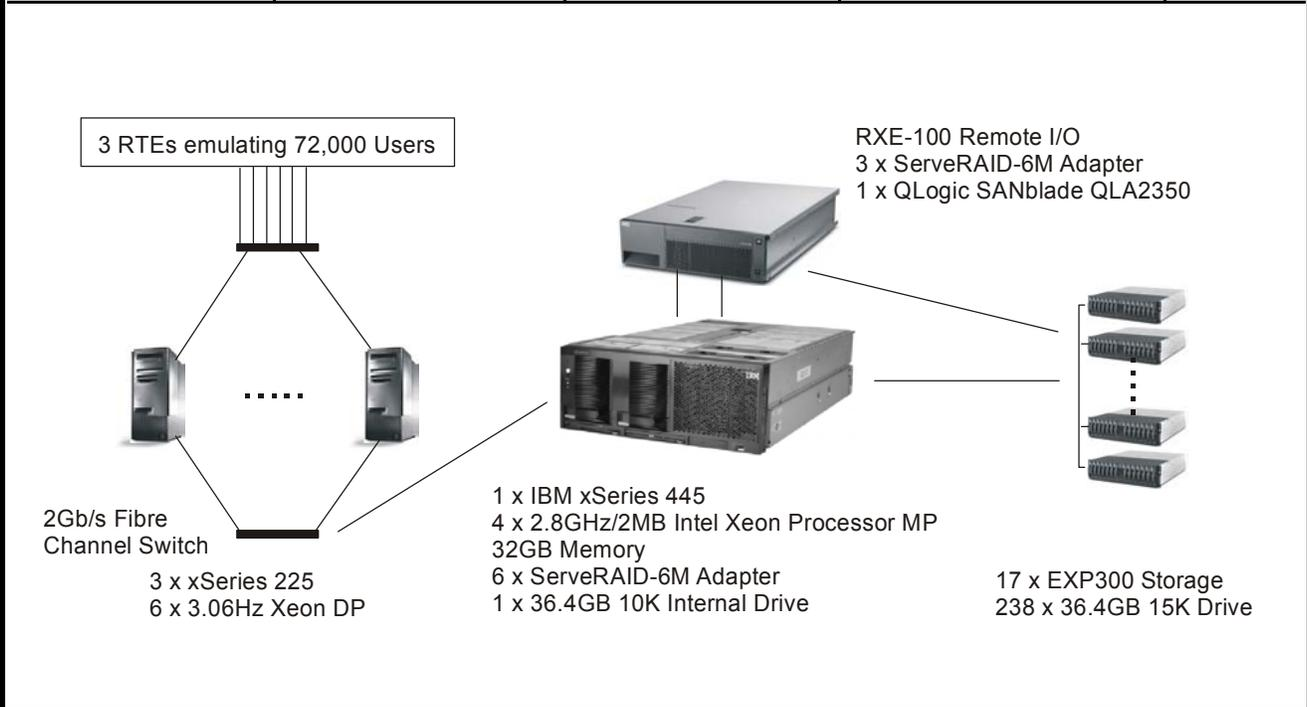 3 RTEs emulating 72,000 Users
RXE-100 Remote I/O
3 x ServeRAID-6M Adapter
1 x QLogic SANblade QLA2350
IBM
2Gb/s Fibre
Channel Switch
3 x xSeries 225
6 x 3.06Hz Xeon DP
1 x IBM xSeries 445
4 x 2.8GHz/2MB Intel Xeon Processor MP
32GB Memory
6 x ServeRAID-6M Adapter
1 x 36.4GB 10K Internal Drive
17 x EXP300 Storage
238 x 36.4GB 15K Drive